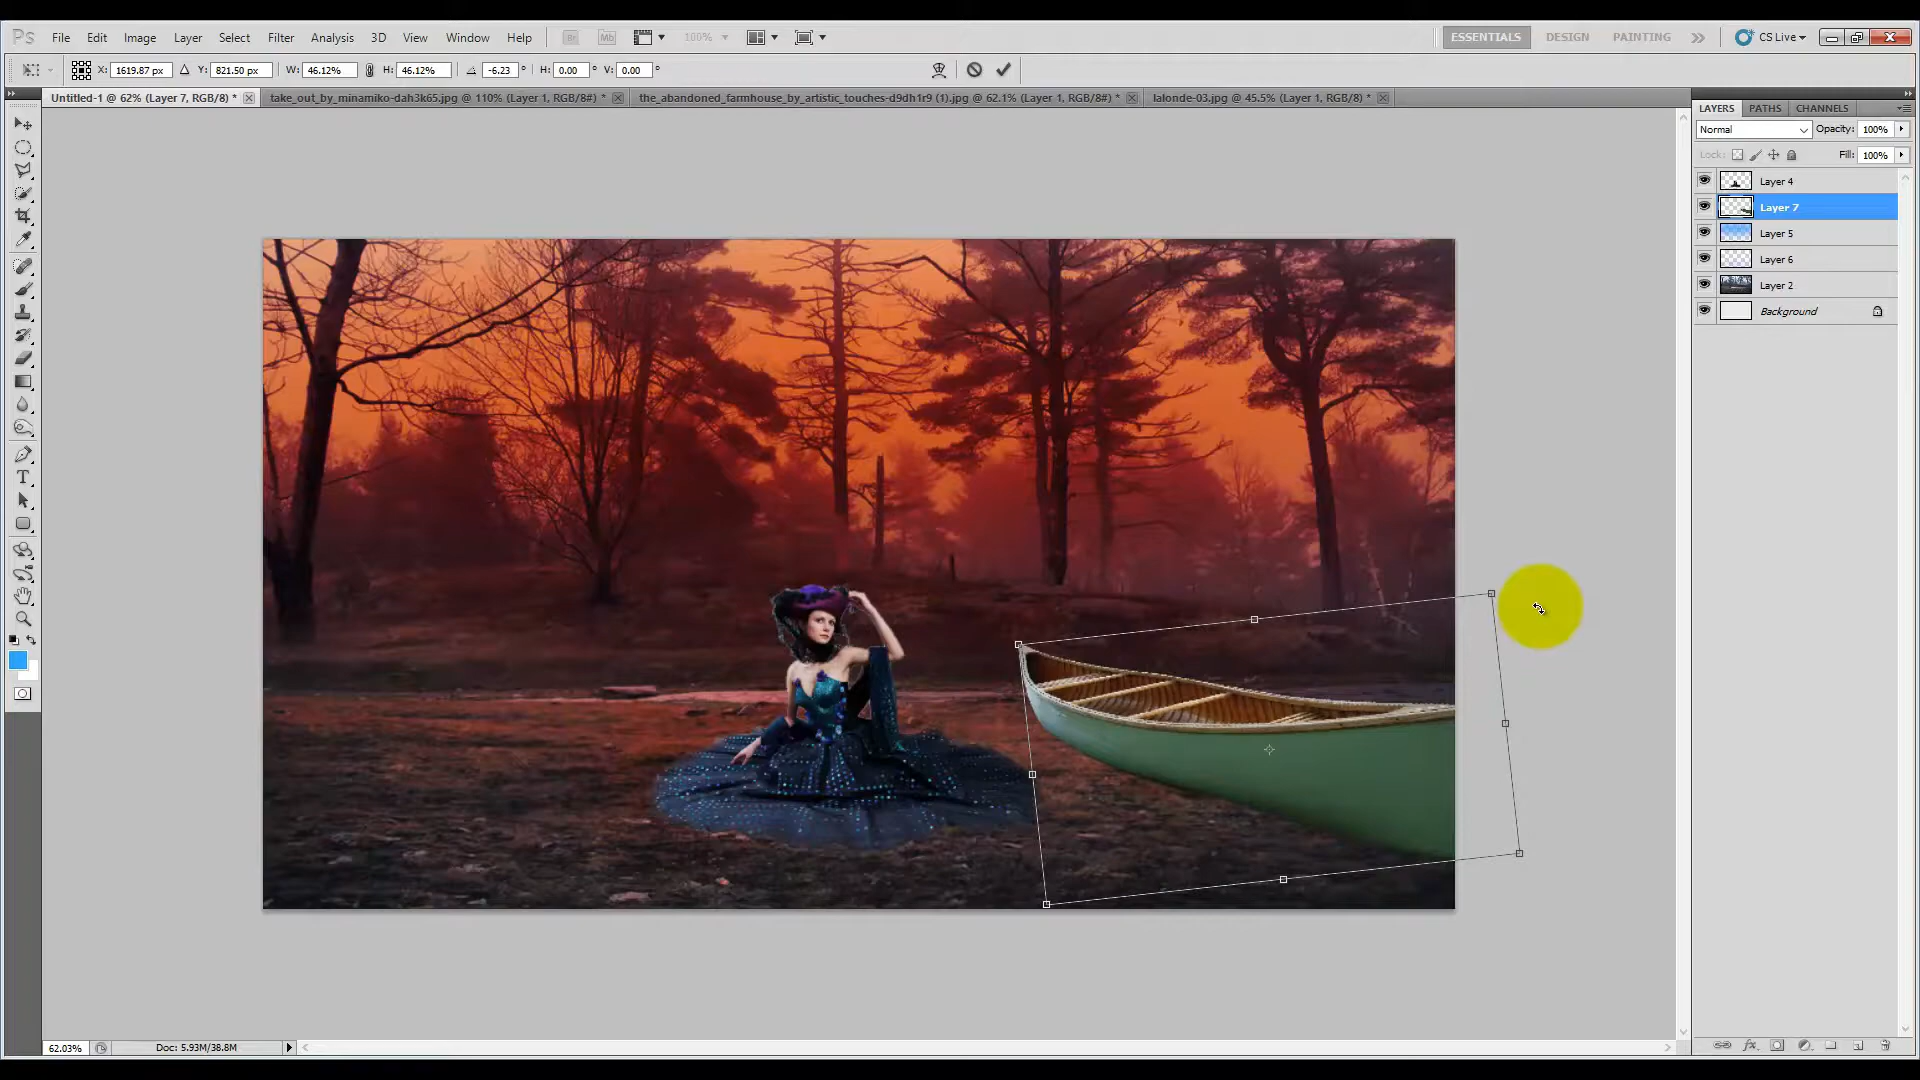 Ps File Edit Image Layer Select Filter Analysis 3D View Window Help Br Mb 100% ESSENTIALS DESIGN PAINTING CS Live
X: 1619.87 px Y: 821.50 px W: 46.12% H: 46.12% -6.23 ° H: 0.00 ° V: 0.00 °
Untitled-1 @ 62% (Layer 7, RGB/8) * take_out_by_minamiko-dah3k65.jpg @ 110% (Layer 1, RGB/8#) * the_abandoned_farmhouse_by_artistic_touches-d9dh1r9 (1).jpg @ 62.1% (Layer 1, RGB/8#) * lalonde-03.jpg @ 45.5% (Layer 1, RGB/8) *
LAYERS PATHS CHANNELS
Normal Opacity: 100%
Lock: Fill: 100%
Layer 4
Layer 7
Layer 5
Layer 6
Layer 2
Background
T
62.03% Doc: 5.93M/38.8M
fx